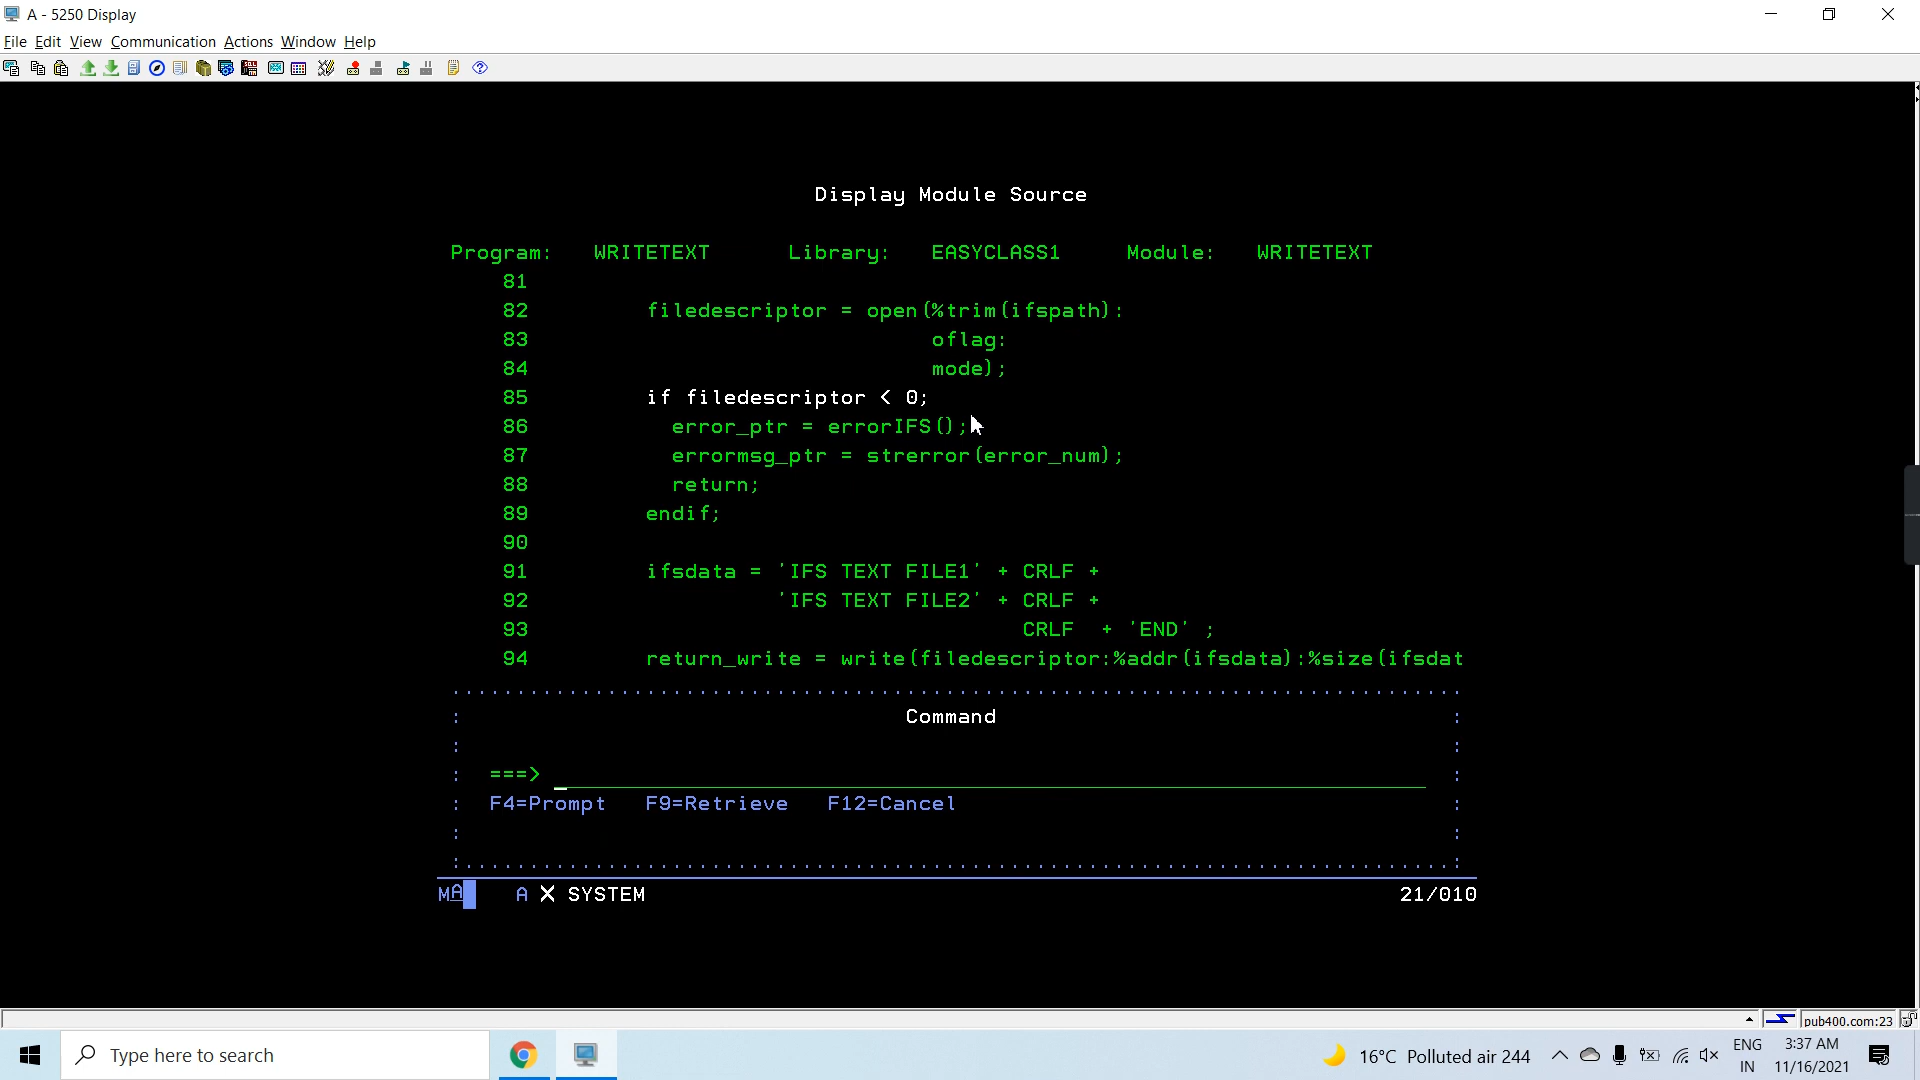 A - 5250 Display
File Edit View Communication Actions Window Help
Display Module Source
Program: WRITETEXT Library: EASYCLASS1 Module: WRITETEXT
81
82 filedescriptor = open(%trim(ifspath):
83 oflag:
84 mode);
85 if filedescriptor < 0;
86 error_ptr = errorIFS();
87 errormsg_ptr = strerror(error_num);
88 return;
89 endif;
90
91 ifsdata = 'IFS TEXT FILE1' + CRLF +
92 'IFS TEXT FILE2' + CRLF +
93 CRLF + 'END' ;
94 return_write = write(filedescriptor:%addr(ifsdata):%size(ifsdat
Command
===>
F4=Prompt F9=Retrieve F12=Cancel
MA A X SYSTEM 21/010
pub400.com:23
Type here to search
16°C Polluted air 244
ENG
IN
3:37 AM
11/16/2021